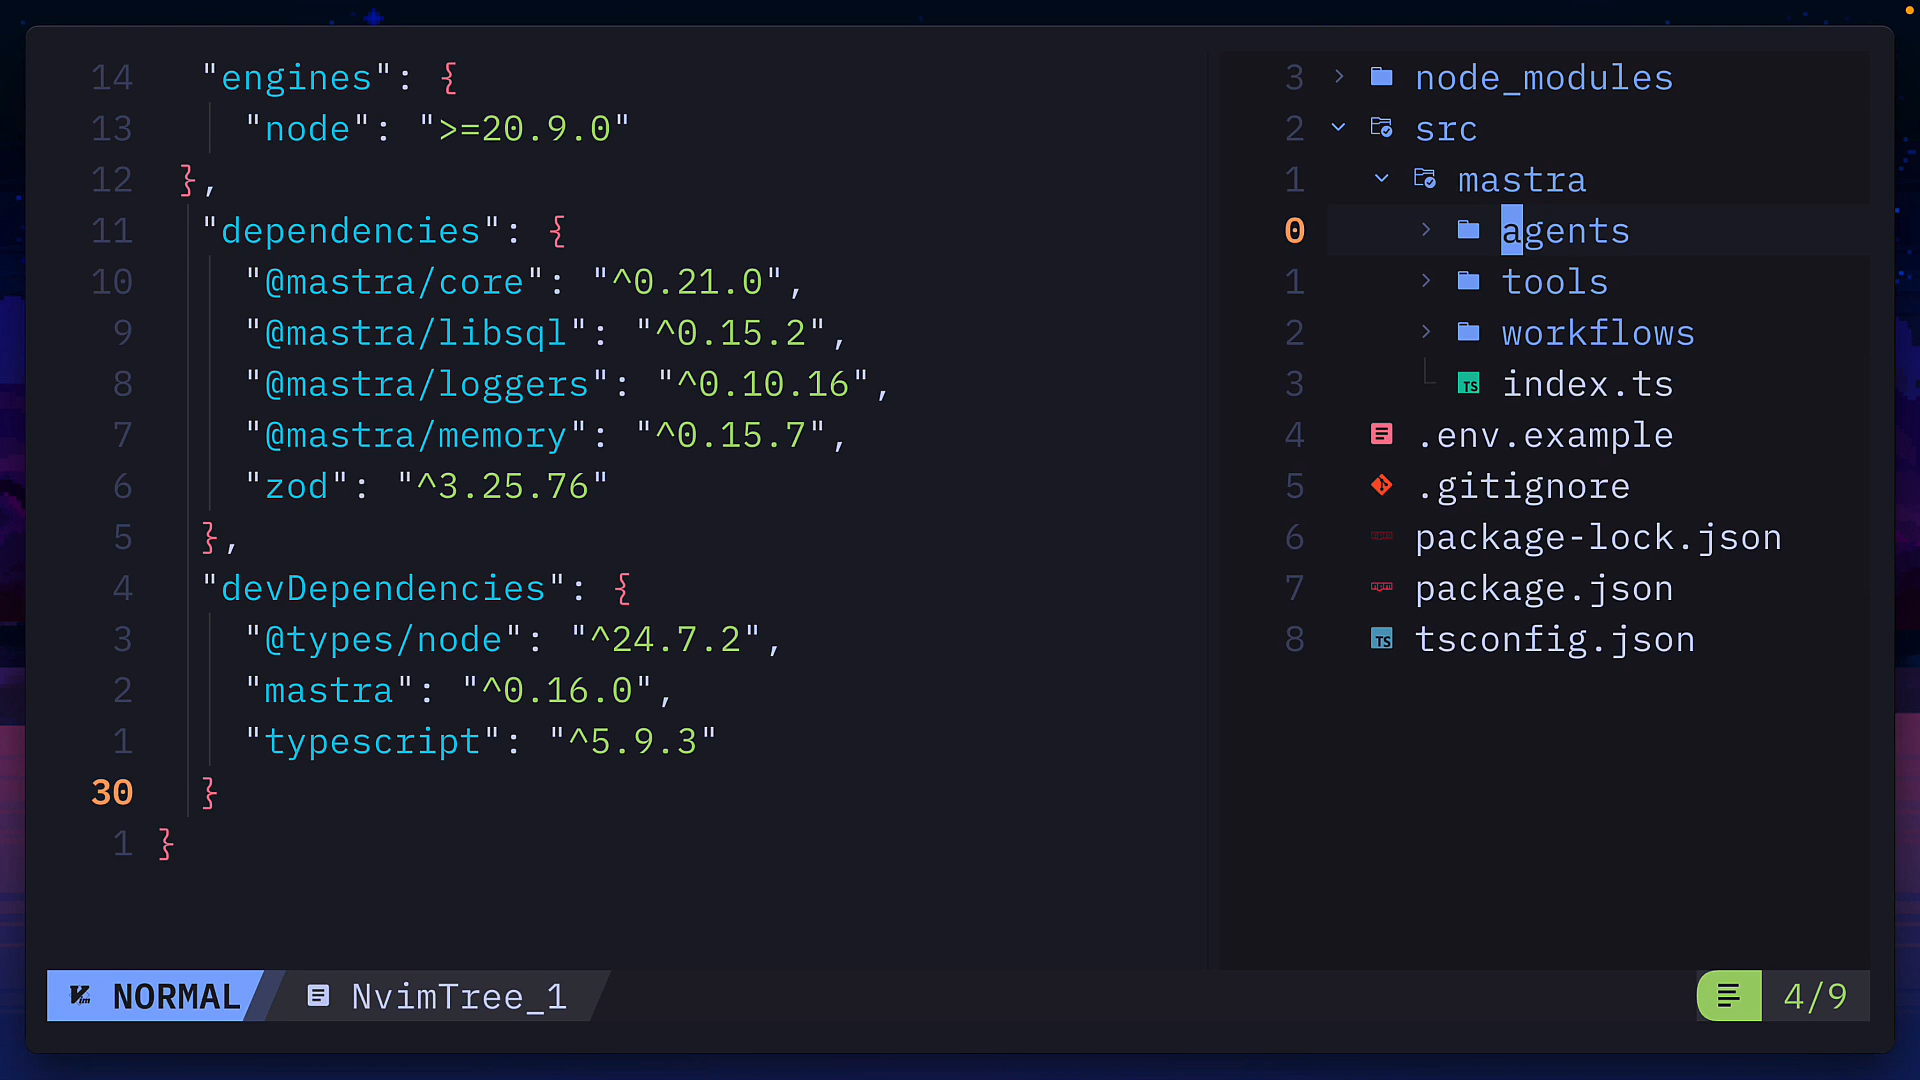 14 "engines": {
13 "node": ">=20.9.0"
12 },
11 "dependencies": {
10 "@mastra/core": "^0.21.0",
9 "@mastra/libsql": "^0.15.2",
8 "@mastra/loggers": "^0.10.16",
7 "@mastra/memory": "^0.15.7",
6 "zod": "^3.25.76"
5 },
4 "devDependencies": {
3 "@types/node": "^24.7.2",
2 "mastra": "^0.16.0",
1 "typescript": "^5.9.3"
30 }
1 }
3 node_modules
2 src
1 mastra
0 agents
1 tools
2 workflows
3 TS index.ts
4 .env.example
5 .gitignore
6 package-lock.json
7 package.json
8 TS tsconfig.json
NORMAL NvimTree_1
4/9